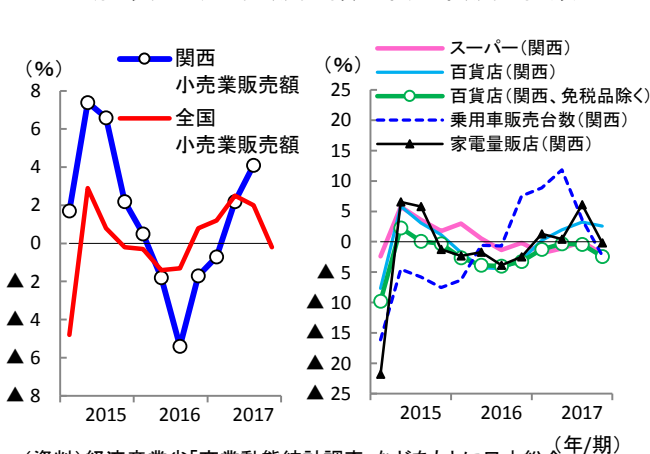 (%)
関西
小売業販売額
全国
小売業販売額
8
6
4
2
0
▲ 2
▲ 4
▲ 6
▲ 8
2015 2016 2017
(%)
スーパー(関西)
百貨店(関西)
百貨店(関西、免税品除く)
乗用車販売台数(関西)
家電量販店(関西)
25
20
15
10
5
0
▲ 5
▲ 10
▲ 15
▲ 20
▲ 25
2015 2016 2017
(年/期)